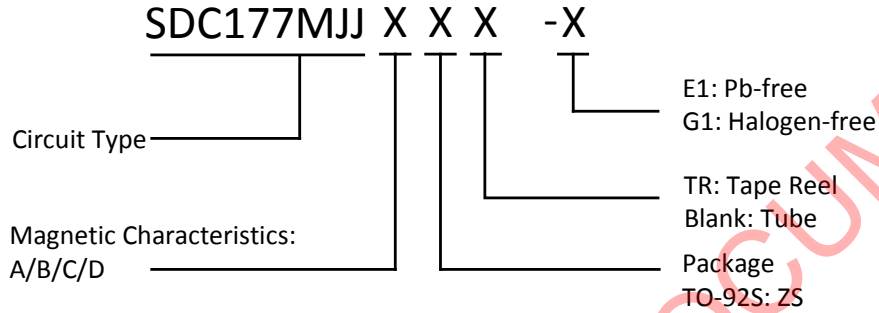 SDC177MJJ X X X -X
E1: Pb-free
G1: Halogen-free
Circuit Type
TR: Tape Reel
Blank: Tube
Magnetic Characteristics:
A/B/C/D
Package
TO-92S: ZS